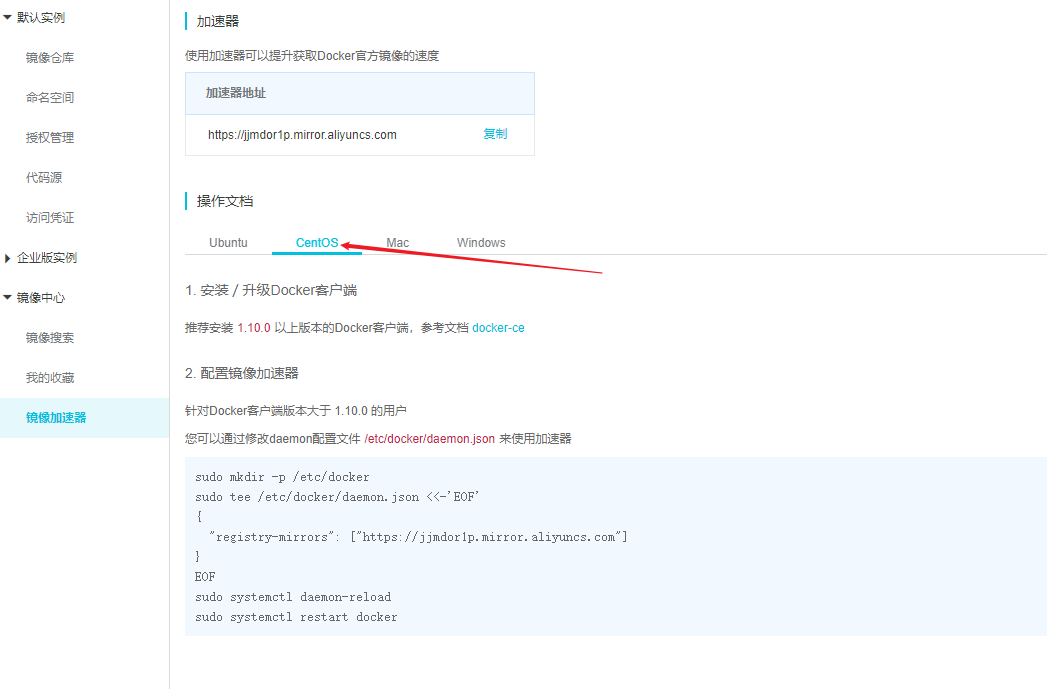 默认实例
镜像仓库
命名空间
授权管理
代码源
访问凭证
企业版实例
镜像中心
镜像搜索
我的收藏
镜像加速器
加速器
使用加速器可以提升获取Docker官方镜像的速度
加速器地址
https://jjmdor1p.mirror.aliyuncs.com 复制
操作文档
Ubuntu CentOS Mac Windows
1. 安装 / 升级Docker客户端
推荐安装 1.10.0 以上版本的Docker客户端，参考文档 docker-ce
2. 配置镜像加速器
针对Docker客户端版本大于 1.10.0 的用户
您可以通过修改daemon配置文件 /etc/docker/daemon.json 来使用加速器
sudo mkdir -p /etc/docker
sudo tee /etc/docker/daemon.json <<-'EOF'
{
"registry-mirrors": ["https://jjmdor1p.mirror.aliyuncs.com"]
}
EOF
sudo systemctl daemon-reload
sudo systemctl restart docker